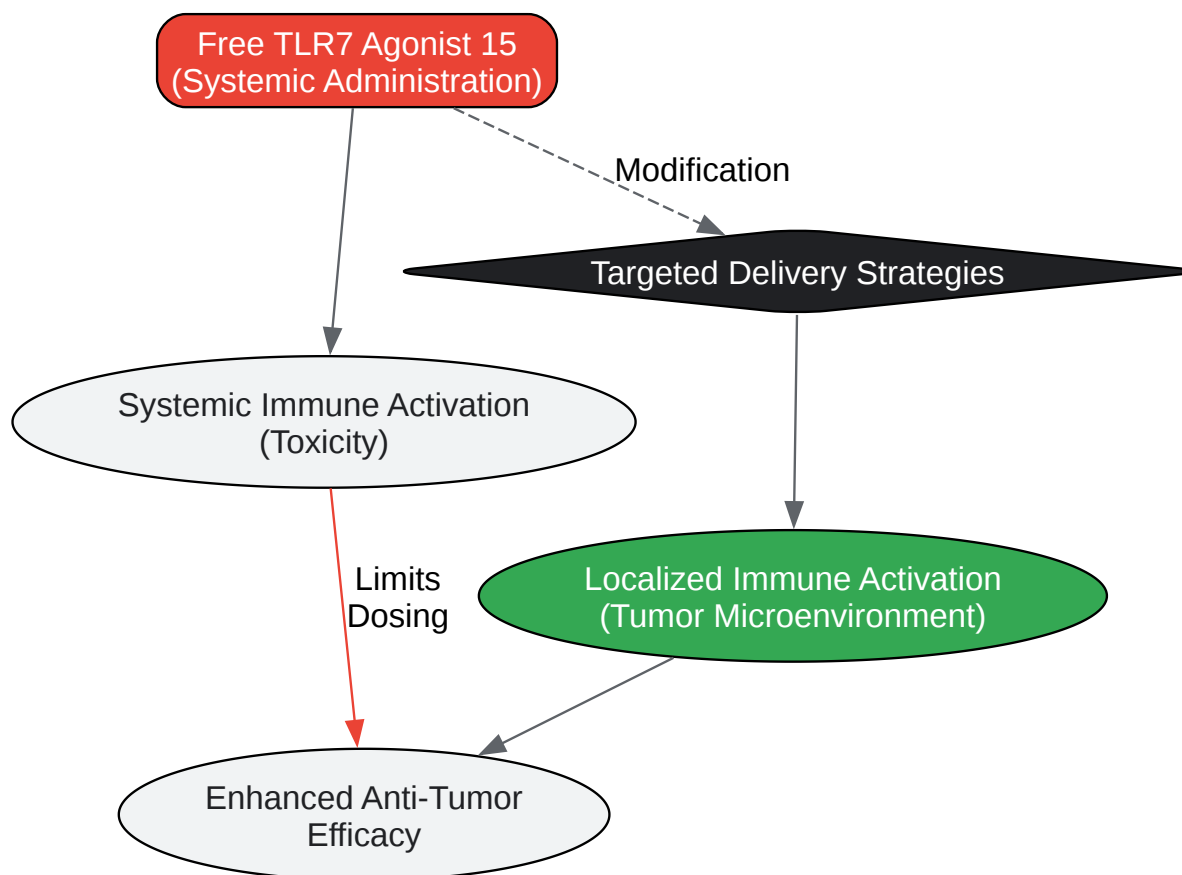 Free TLR7 Agonist 15
(Systemic Administration)
Modification
Targeted Delivery Strategies
Systemic Immune Activation
(Toxicity)
Limits
Dosing
Localized Immune Activation
(Tumor Microenvironment)
Enhanced Anti-Tumor
Efficacy